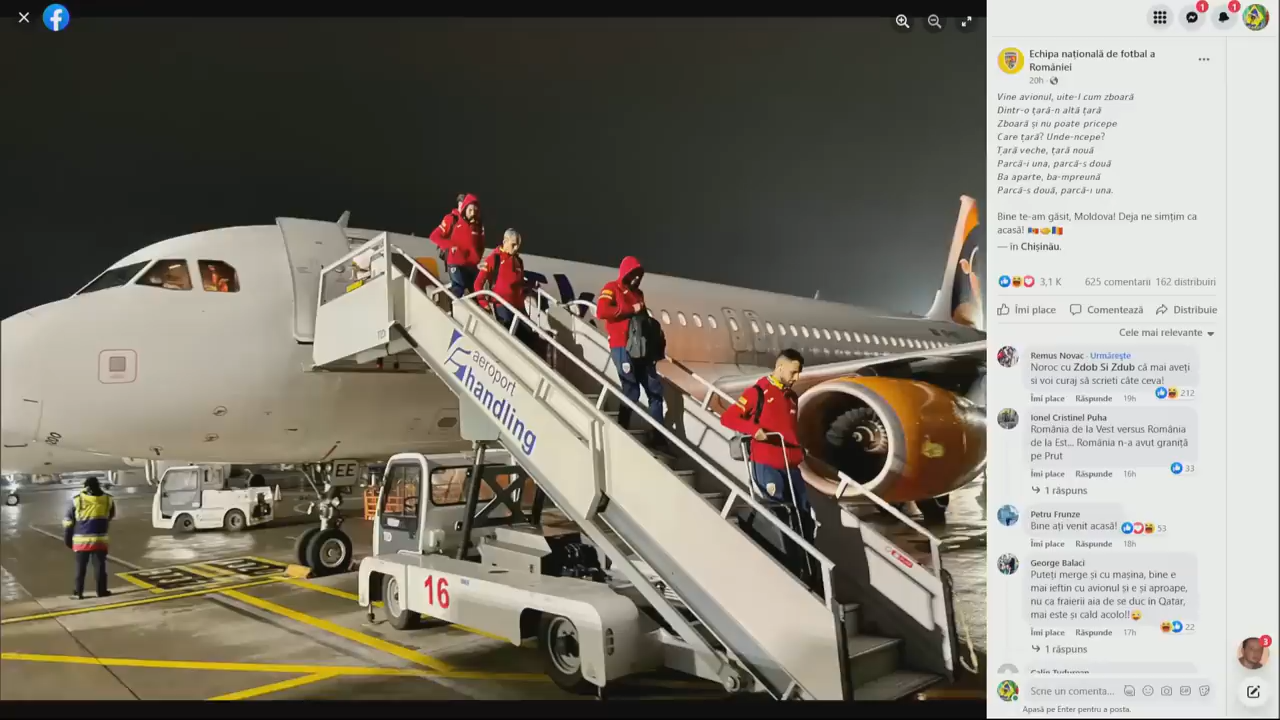 1
1
Echipa națională de fotbal a
României
20h ·
Vine avionul, uite-l cum zboară
Dintr-o țară-n altă țară
Zboară și nu poate pricepe
Care țară? Unde-ncepe?
Țară veche, țară nouă
Parcă-i una, parcă-s două
Ba aparte, ba-mpreună
Parcă-s două, parcă-i una.
Bine te-am găsit, Moldova! Deja ne simțim ca
acasă!
— în Chișinău.
3,1 K 625 comentarii 162 distribuiri
Îmi place Comentează Distribuie
Cele mai relevante
Remus Novac · Urmărește
Noroc cu Zdob Si Zdub că mai aveți
si voi curaj să scrieti câte ceva!
212
Îmi place Răspunde 19h
Ionel Cristinel Puha
România de la Vest versus România
de la Est... România n-a avut graniță
pe Prut
33
Îmi place Răspunde 16h
1 răspuns
Petru Frunze
Bine ați venit acasă! 53
Îmi place Răspunde 18h
George Balaci
Puteți merge și cu mașina, bine e
mai ieftin cu avionul și e și aproape,
nu ca fraierii aia de se duc in Qatar,
mai este și cald acolo!!
22
Îmi place Răspunde 17h
1 răspuns
3
Scrie un comenta...
Apasă pe Enter pentru a posta.
aeroport
handling
EE
16